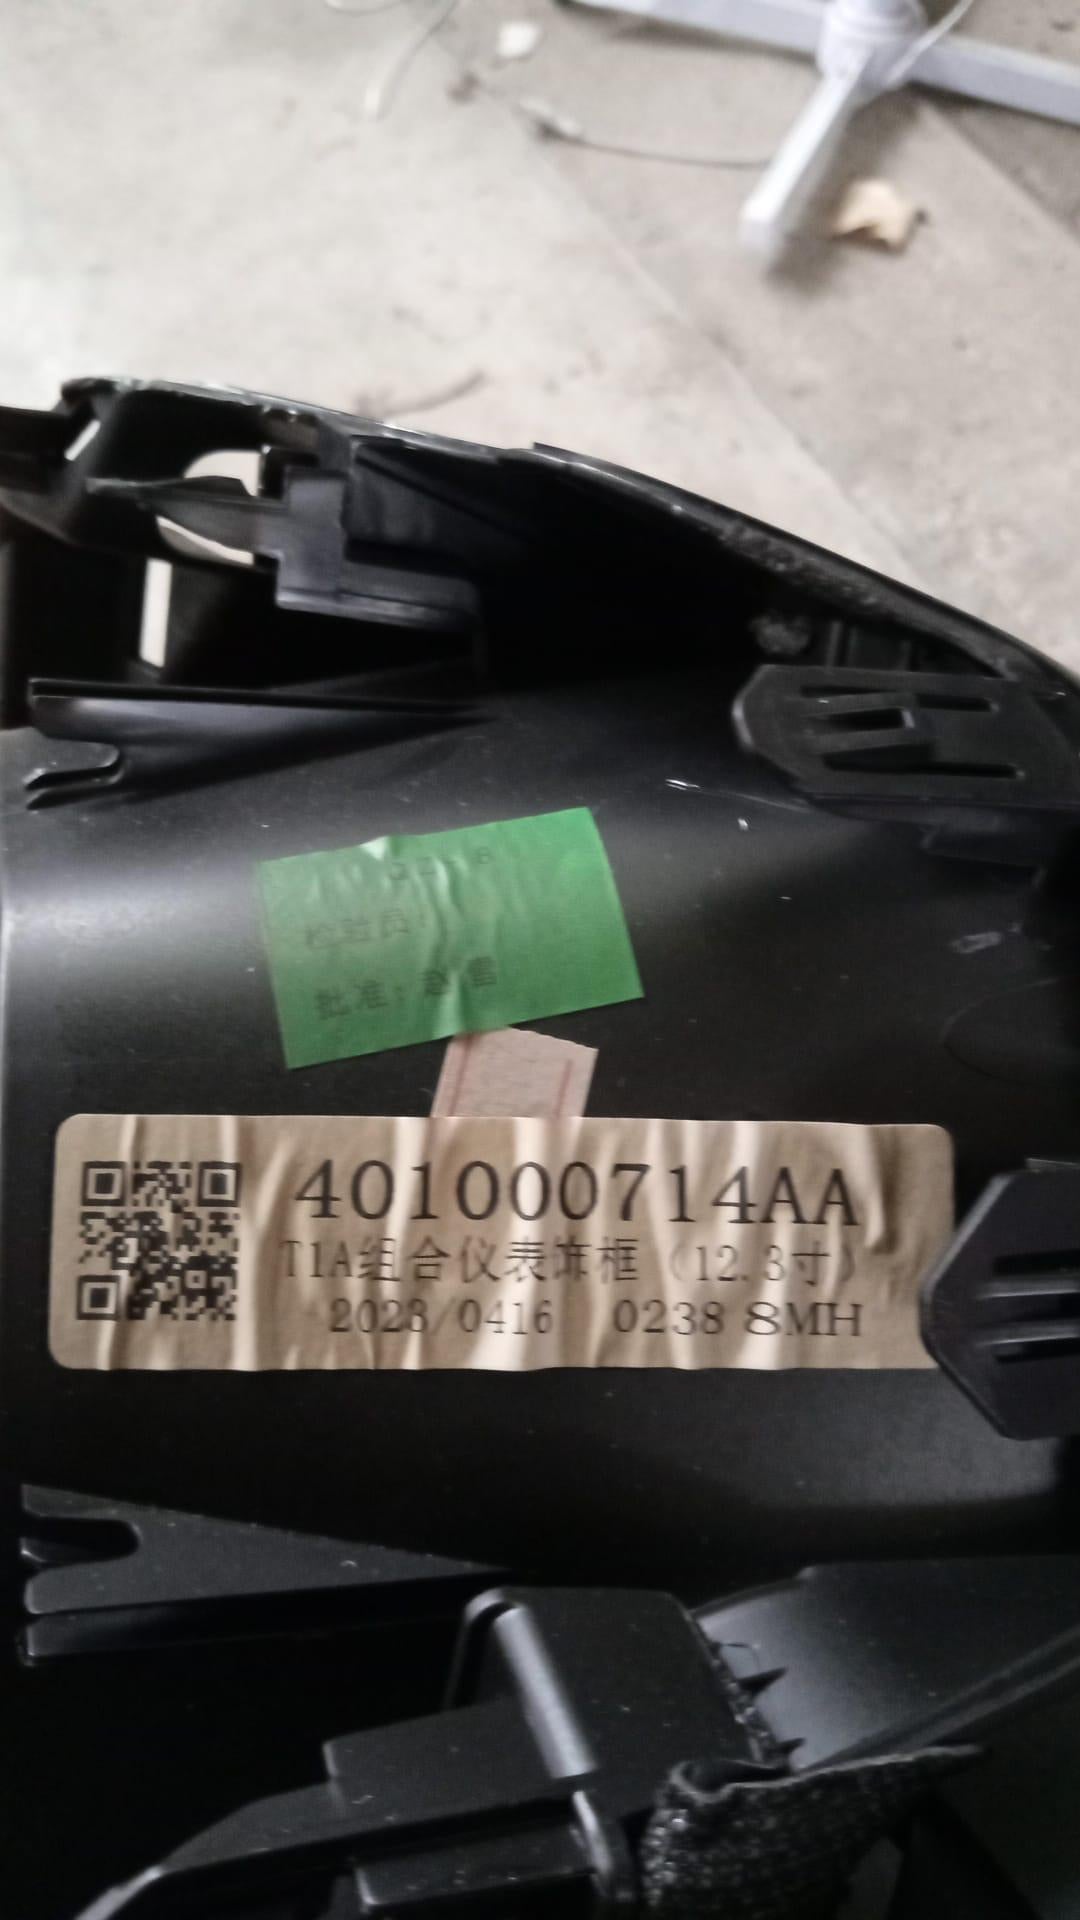 检验员:
批准:
401000714AA
T1A组合仪表饰框（12.3寸）
2023/0416 0238 8MH